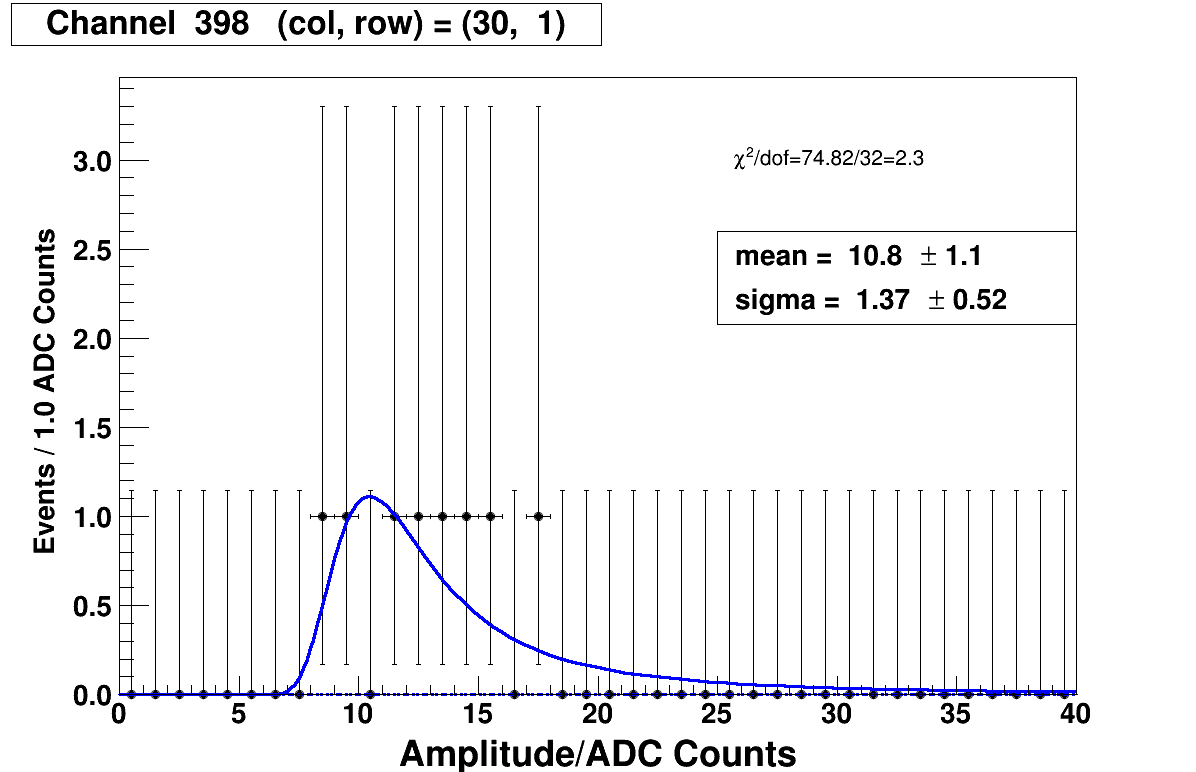 Channel 398 (col, row) = (30, 1)
χ²/dof=74.82/32=2.3
mean = 10.8 ± 1.1
sigma = 1.37 ± 0.52
Events / 1.0 ADC Counts
3.0
2.5
2.0
1.5
1.0
0.5
0.0
0 5 10 15 20 25 30 35 40
Amplitude/ADC Counts